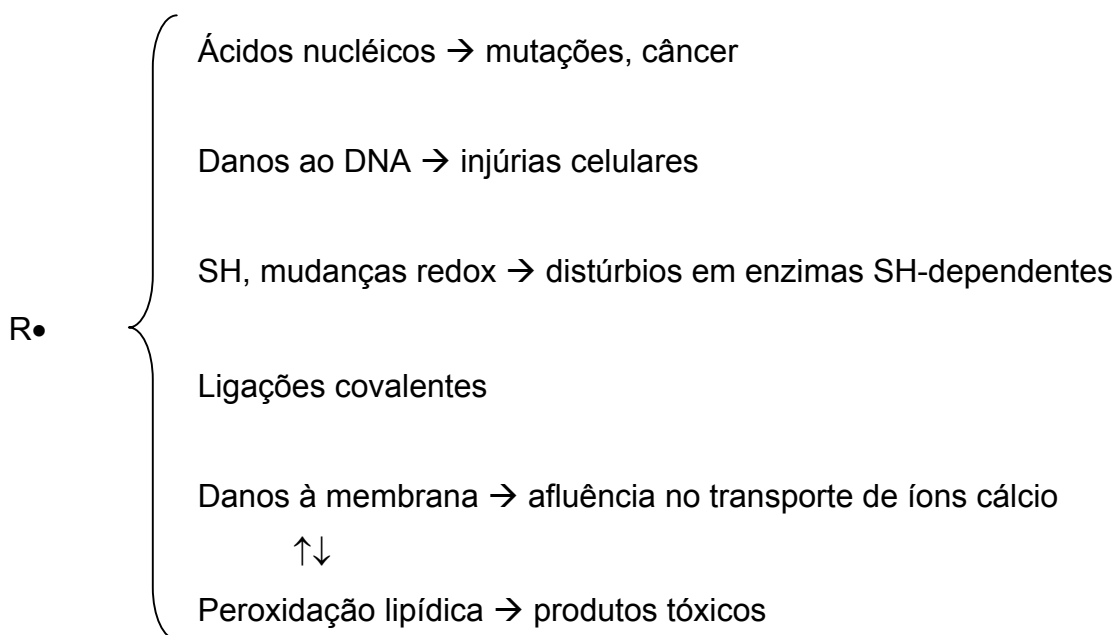 Ácidos nucléicos → mutações, câncer
Danos ao DNA → injúrias celulares
SH, mudanças redox → distúrbios em enzimas SH-dependentes
R•
Ligações covalentes
Danos à membrana → afluência no transporte de íons cálcio
↑↓
Peroxidação lipídica → produtos tóxicos